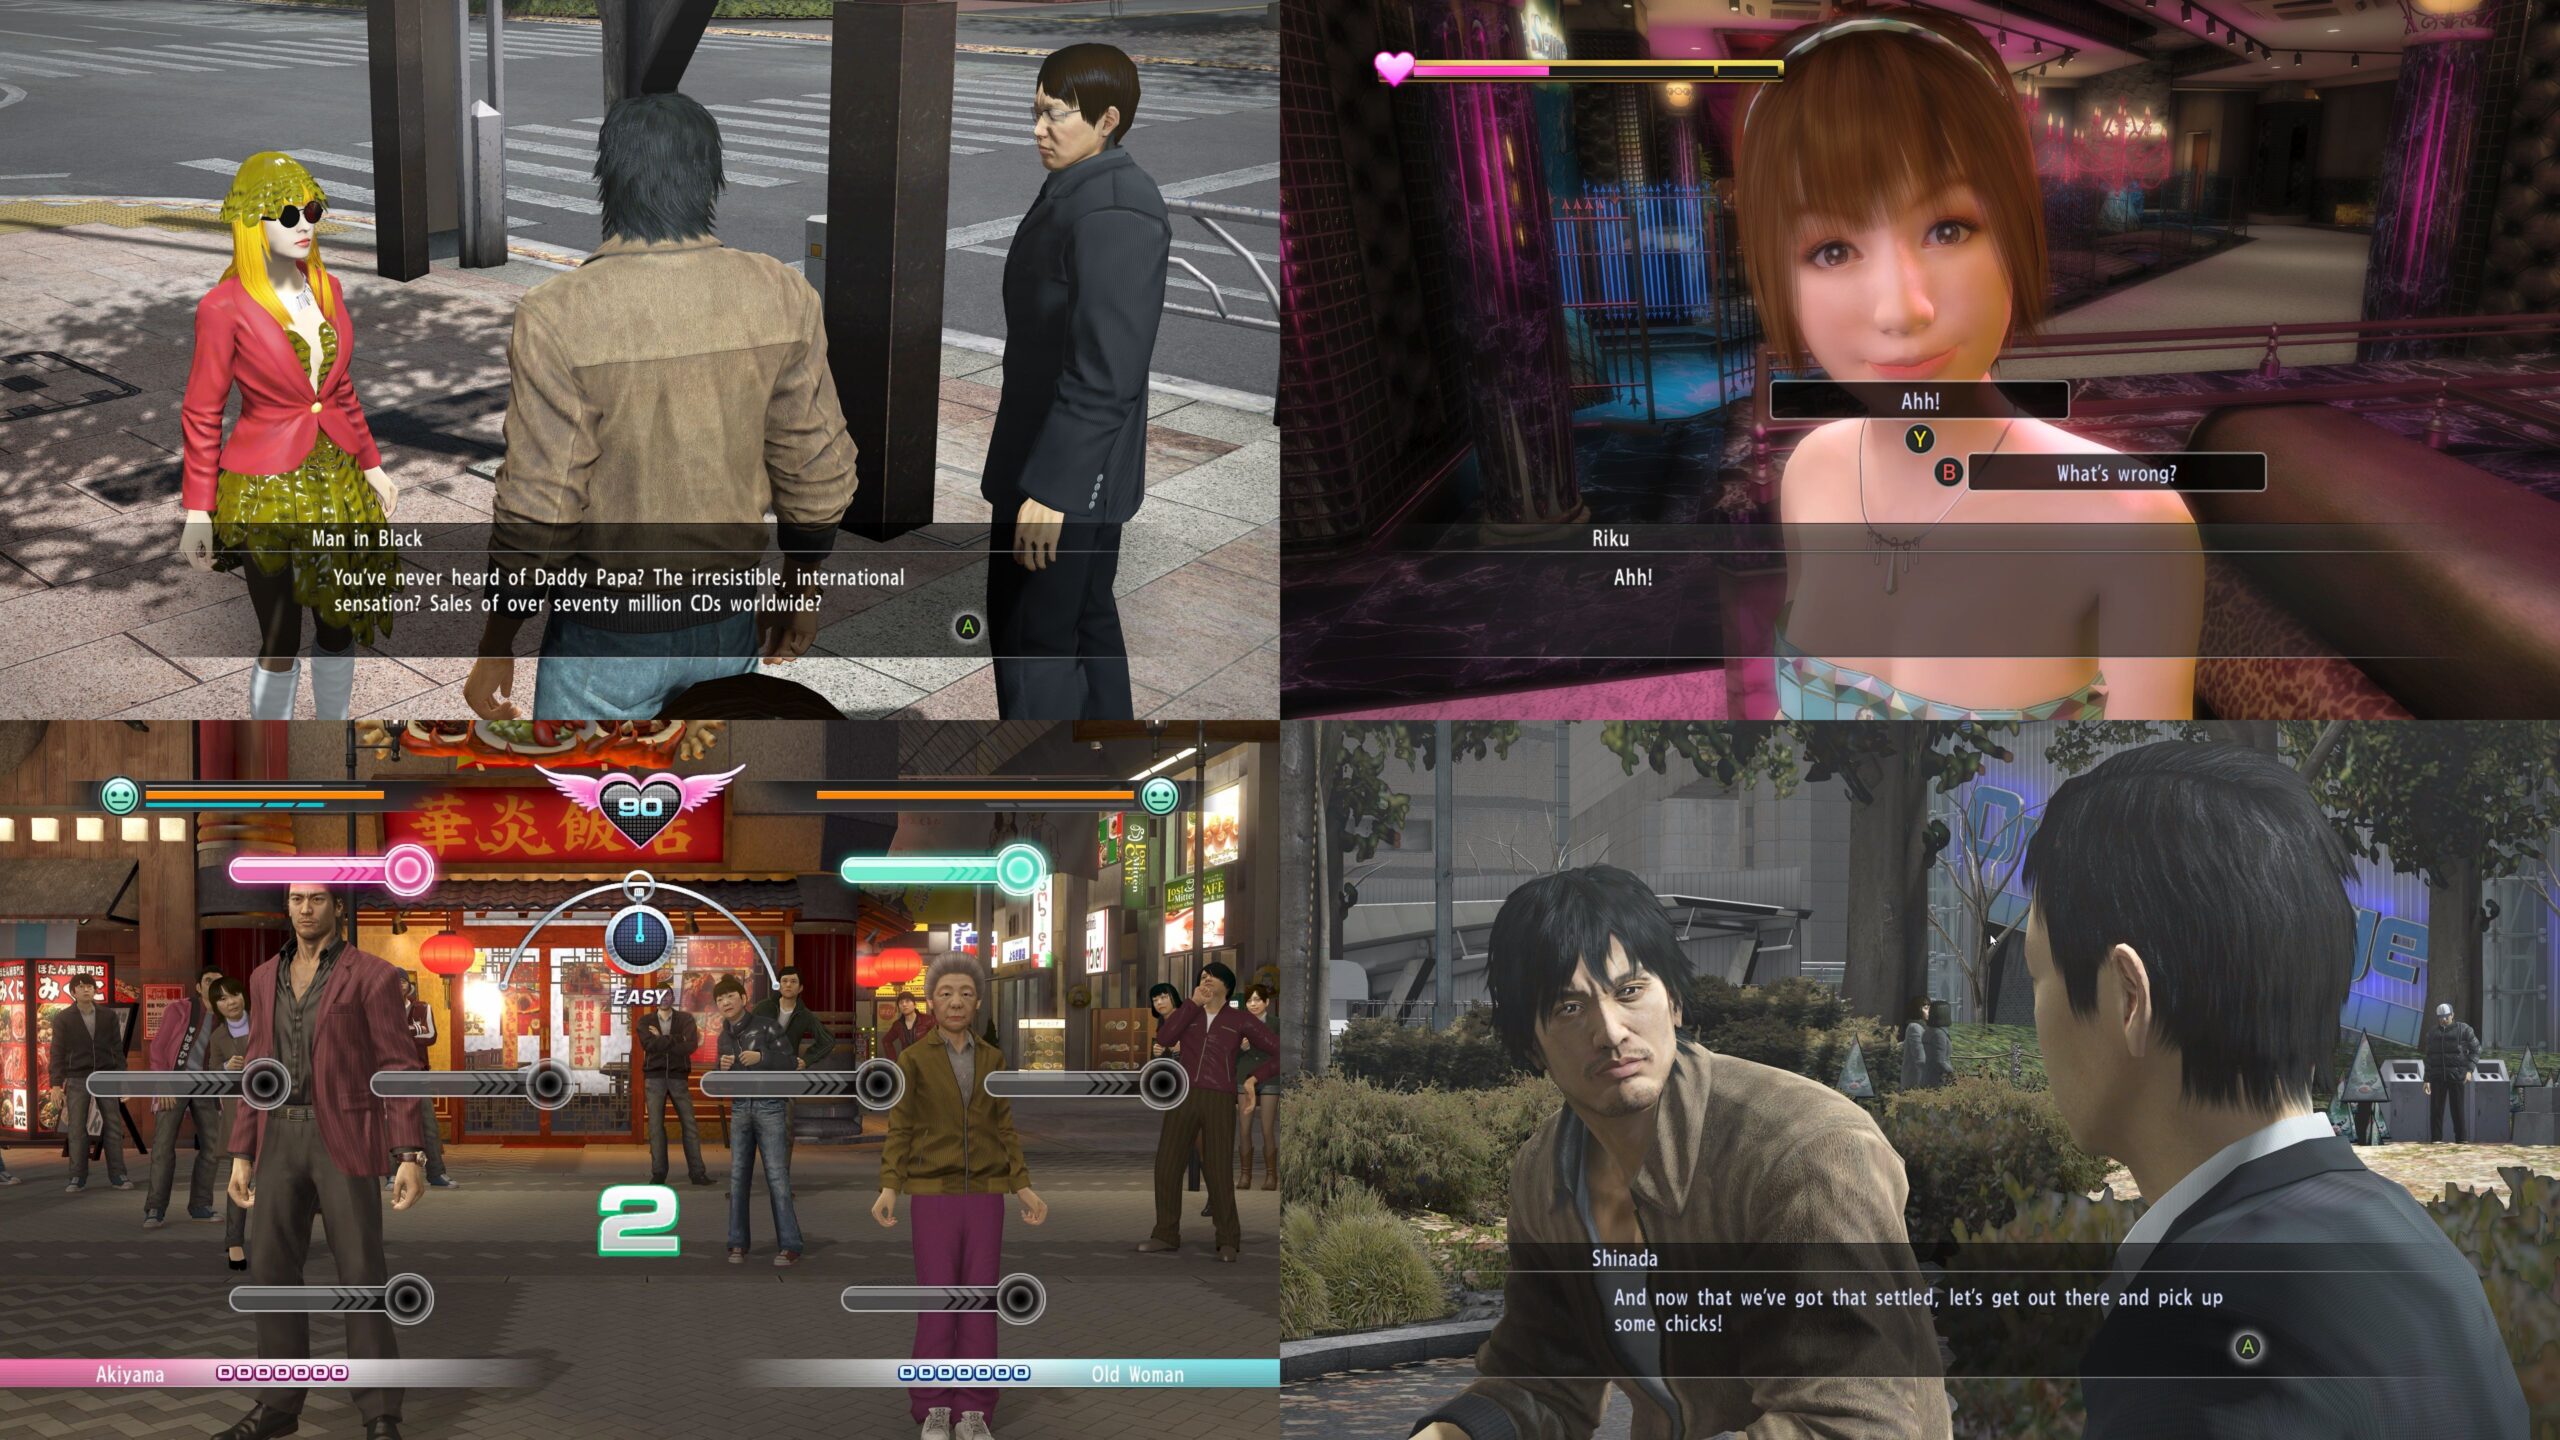 Man in Black
You've never heard of Daddy Papa? The irresistible, international
sensation? Sales of over seventy million CDs worldwide?
A
Ahh!
Y
B
What's wrong?
Riku
Ahh!
90
華炎飯店
EASY
2
Akiyama
Old Woman
Shinada
And now that we've got that settled, let's get out there and pick up
some chicks!
A